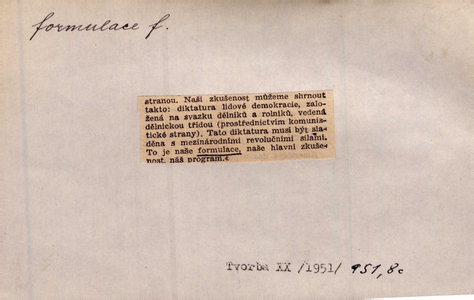 formulace f.
stranou. Naši zkušenost můžeme shrnout
takto: diktatura lidové demokracie, zalo-
žená na svazku dělníků a rolníků, vedená
dělnickou třídou (prostřednictvím komunis-
tické strany). Tato diktatura musí být sla-
děna s mezinárodními revolučními silami.
To je naše formulace, naše hlavní zkuše-
nost, náš program.«
Tvorba XX /1951/ 951, 8c